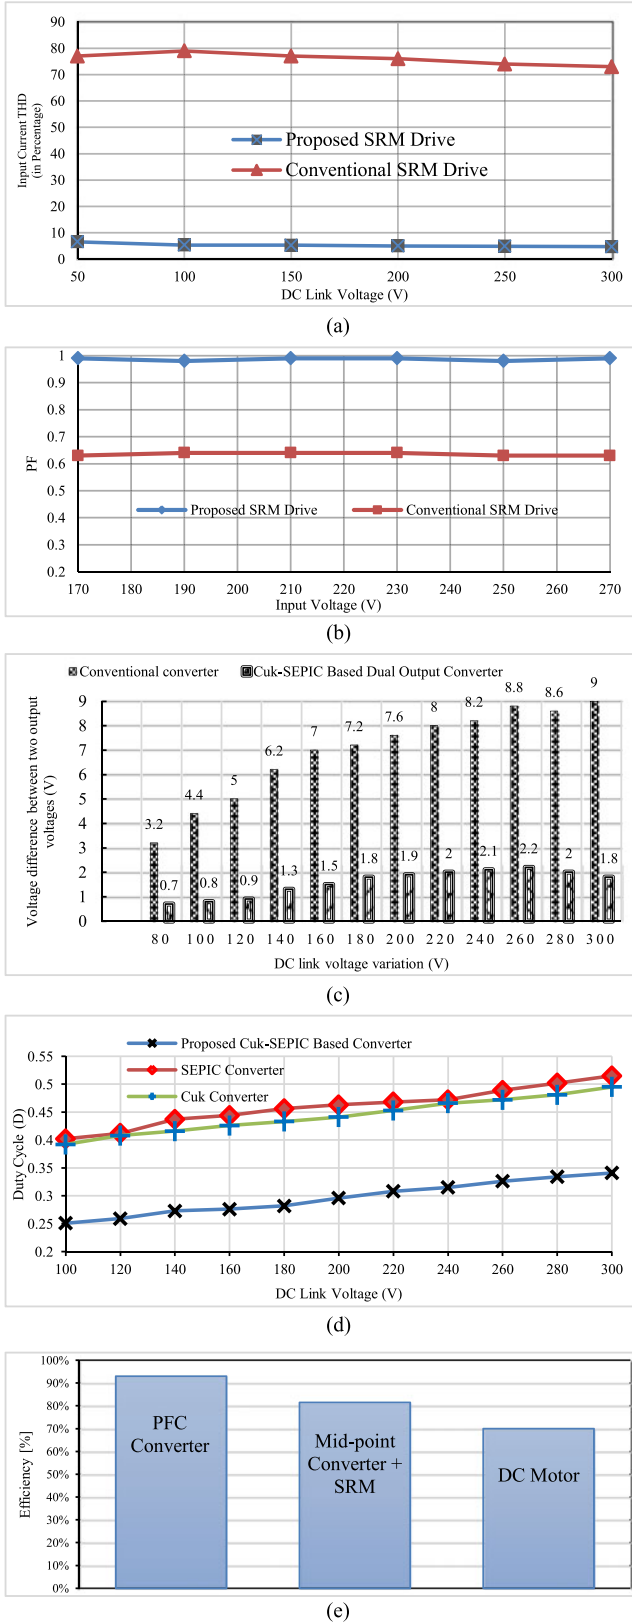 90
80
70
60
50
40
30
20
10
0
Input Current THD
(in Percentage)
Proposed SRM Drive
Conventional SRM Drive
50 100 150 200 250 300
DC Link Voltage (V)
(a)
1
0.9
0.8
0.7
0.6
0.5
0.4
0.3
0.2
PF
Proposed SRM Drive Conventional SRM Drive
170 180 190 200 210 220 230 240 250 260 270
Input Voltage (V)
(b)
Conventional converter Cuk-SEPIC Based Dual Output Converter
9
8
7
6
5
4
3
2
1
0
Voltage difference between two output
voltages (V)
3.2 4.4 5 6.2 7 7.2 7.6 8 8.2 8.8 8.6 9
0.7 0.8 0.9 1.3 1.5 1.8 1.9 2 2.1 2.2 2 1.8
80 100 120 140 160 180 200 220 240 260 280 300
DC link voltage variation (V)
(c)
Proposed Cuk-SEPIC Based Converter
SEPIC Converter
Cuk Converter
0.55
0.5
0.45
0.4
0.35
0.3
0.25
0.2
Duty Cycle (D)
100 120 140 160 180 200 220 240 260 280 300
DC Link Voltage (V)
(d)
100%
90%
80%
70%
60%
50%
40%
30%
20%
10%
0%
Efficiency [%]
PFC
Converter
Mid-point
Converter +
SRM
DC Motor
(e)